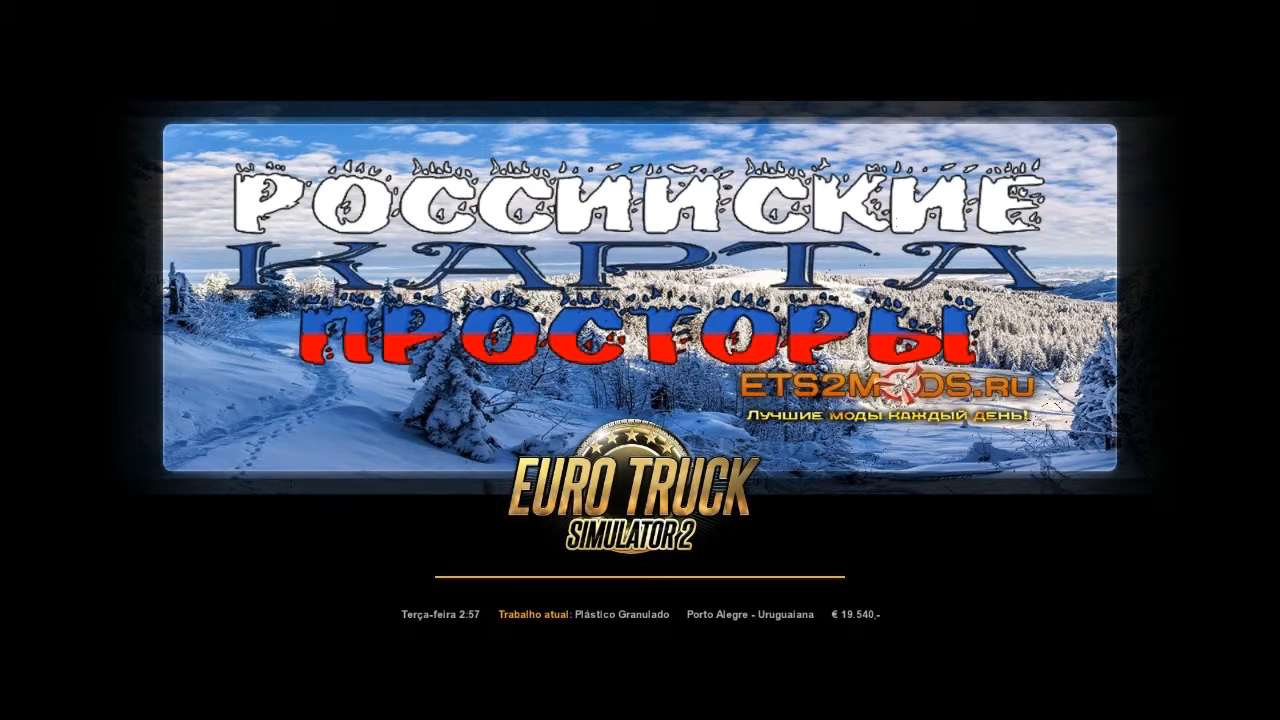 РОССИЙСКИЕ
КАРТА
ПРОСТОРЫ
ETS2MODS.RU
Лучшие моды каждый день!
EURO TRUCK
SIMULATOR 2
Terça-feira 2:57 Trabalho atual: Plástico Granulado Porto Alegre - Uruguaiana € 19.540,-